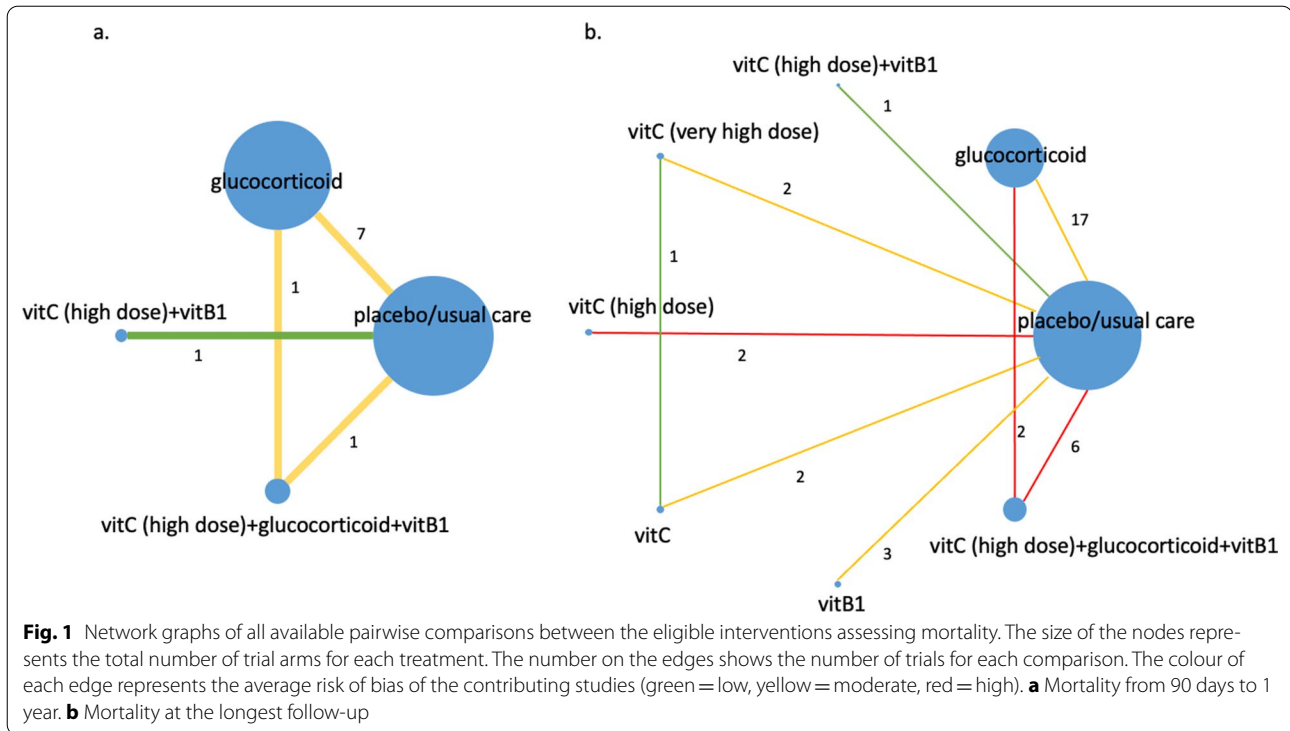 a.
glucocorticoid
7
1
vitC (high dose)+vitB1
placebo/usual care
1
1
vitC (high dose)+glucocorticoid+vitB1
b.
vitC (high dose)+vitB1
1
vitC (very high dose)
glucocorticoid
2
17
1
vitC (high dose)
placebo/usual care
2
2
6
2
vitC
vitC (high dose)+glucocorticoid+vitB1
3
vitB1
Fig. 1 Network graphs of all available pairwise comparisons between the eligible interventions assessing mortality. The size of the nodes repre-
sents the total number of trial arms for each treatment. The number on the edges shows the number of trials for each comparison. The colour of
each edge represents the average risk of bias of the contributing studies (green = low, yellow = moderate, red = high). a Mortality from 90 days to 1
year. b Mortality at the longest follow-up